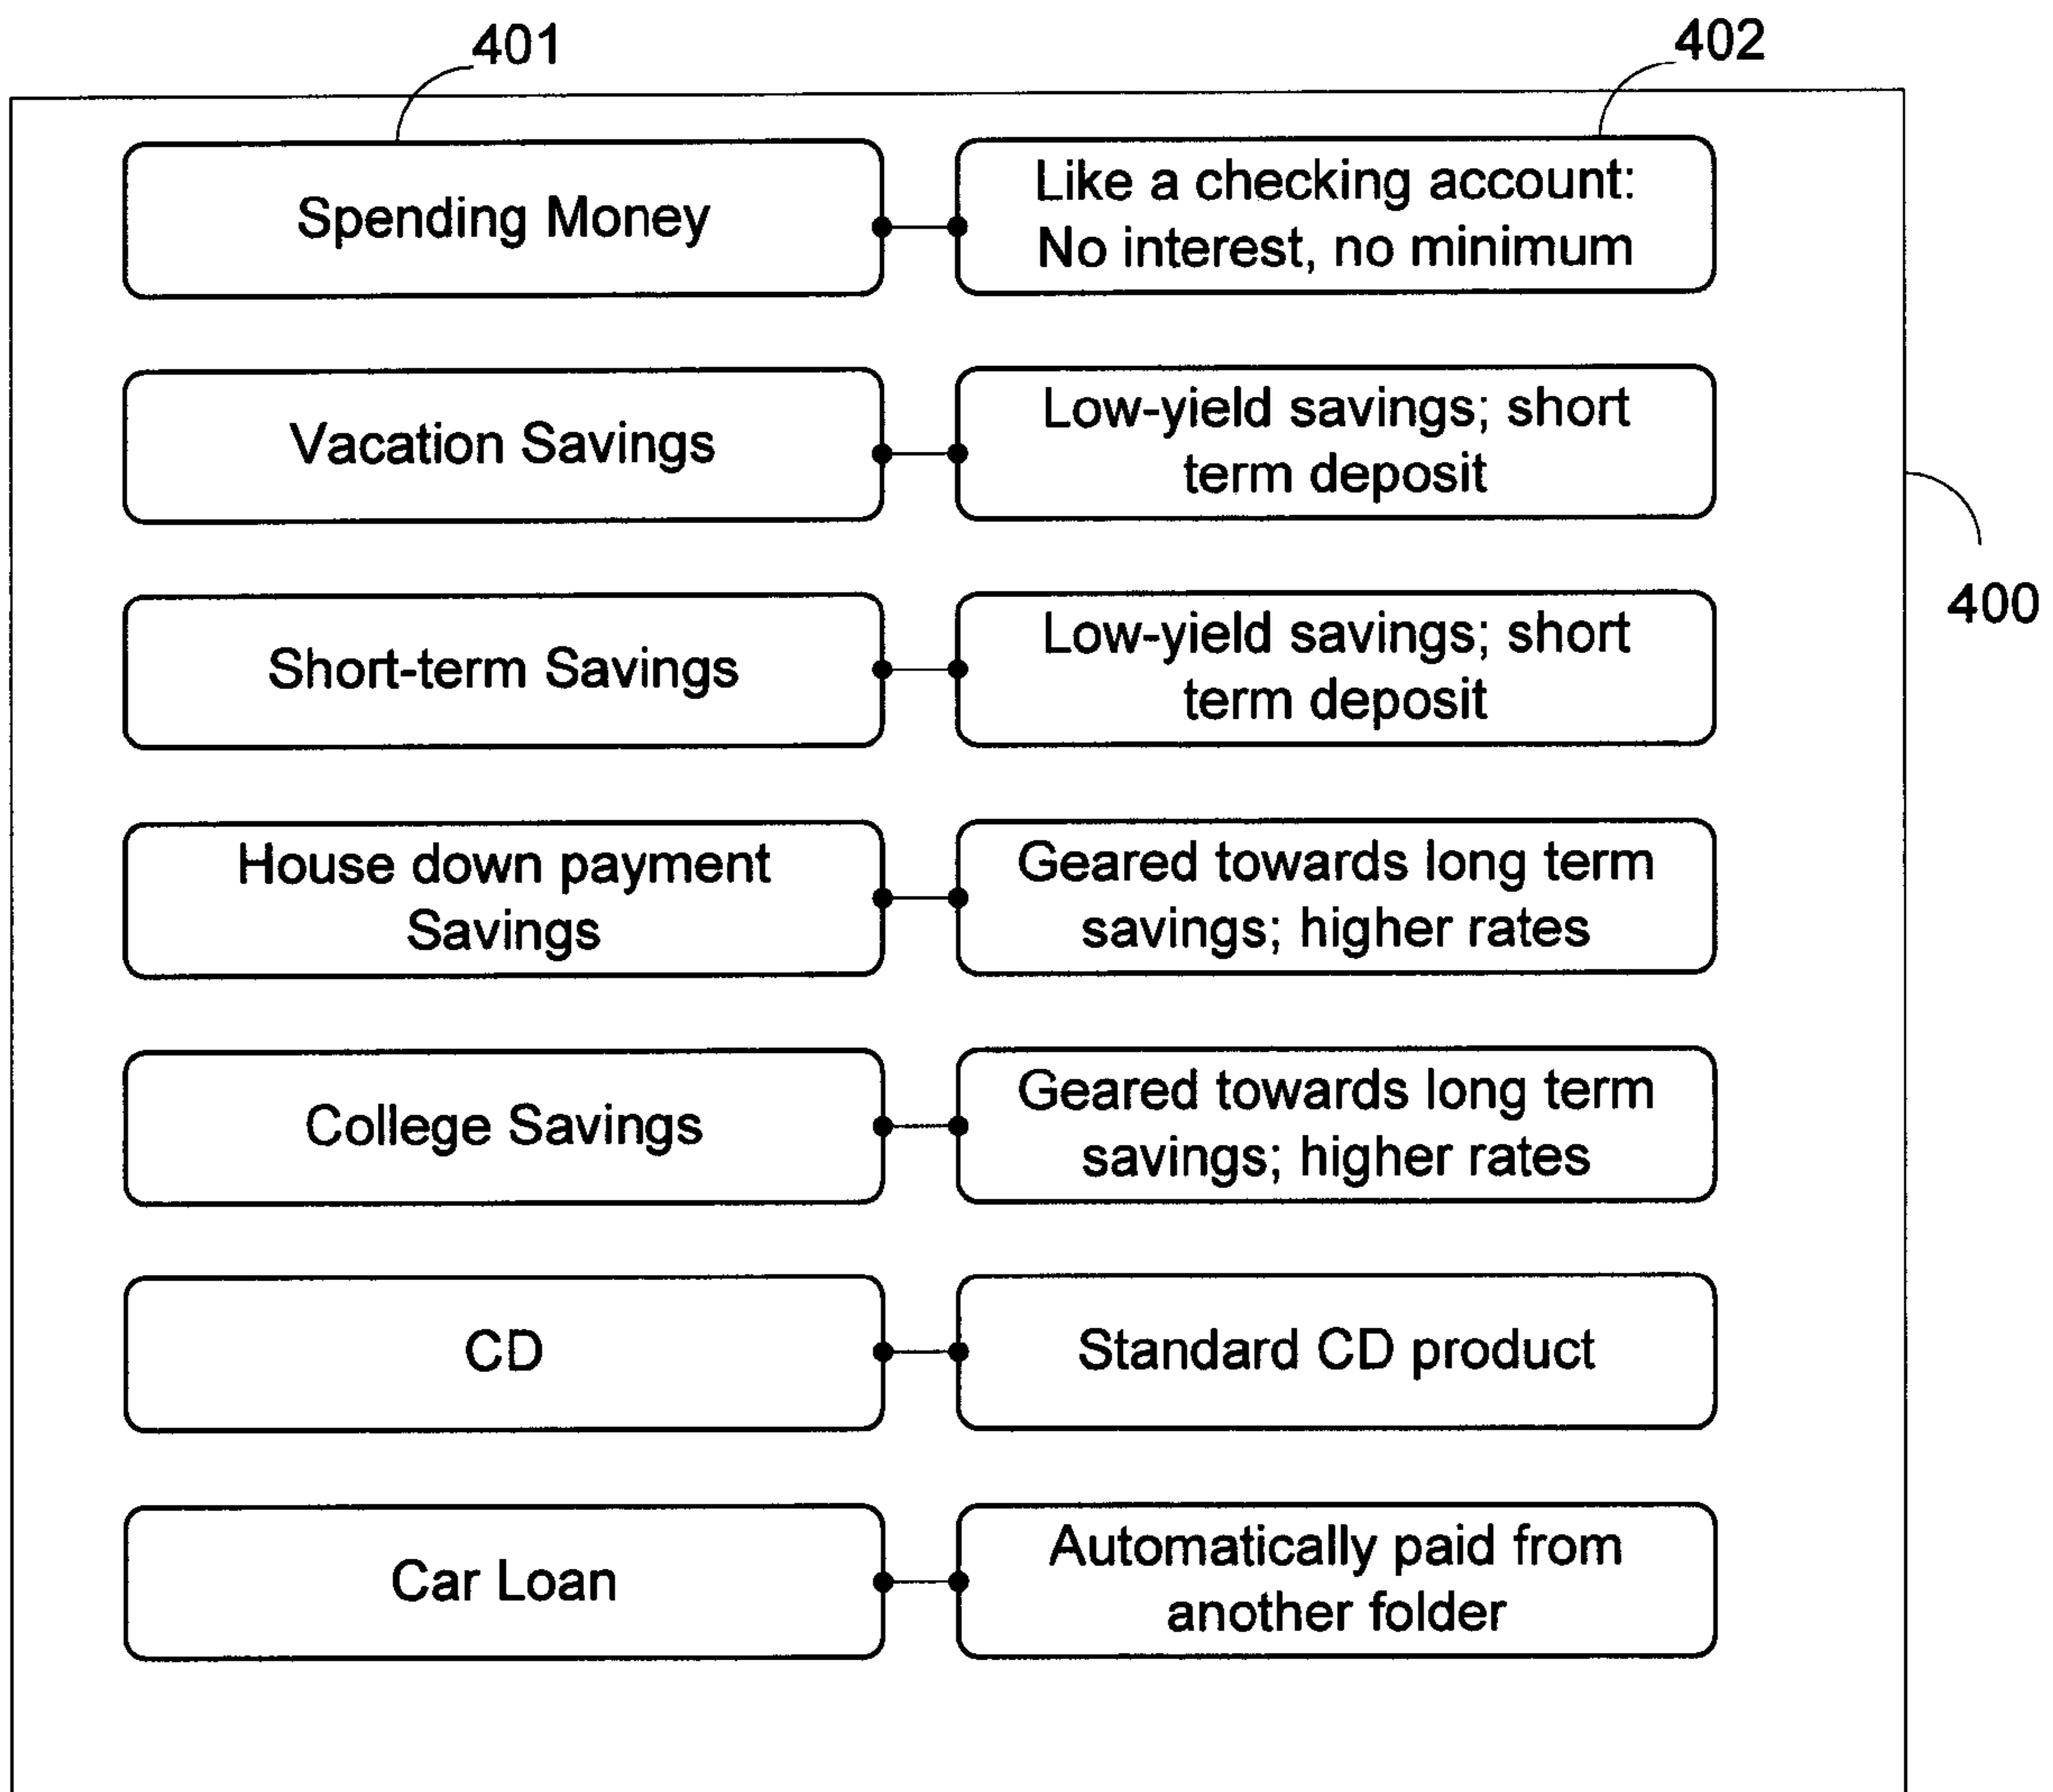 401
402
Spending Money
Like a checking account:
No interest, no minimum
Vacation Savings
Low-yield savings; short
term deposit
400
Short-term Savings
Low-yield savings; short
term deposit
House down payment
Savings
Geared towards long term
savings; higher rates
College Savings
Geared towards long term
savings; higher rates
CD
Standard CD product
Car Loan
Automatically paid from
another folder